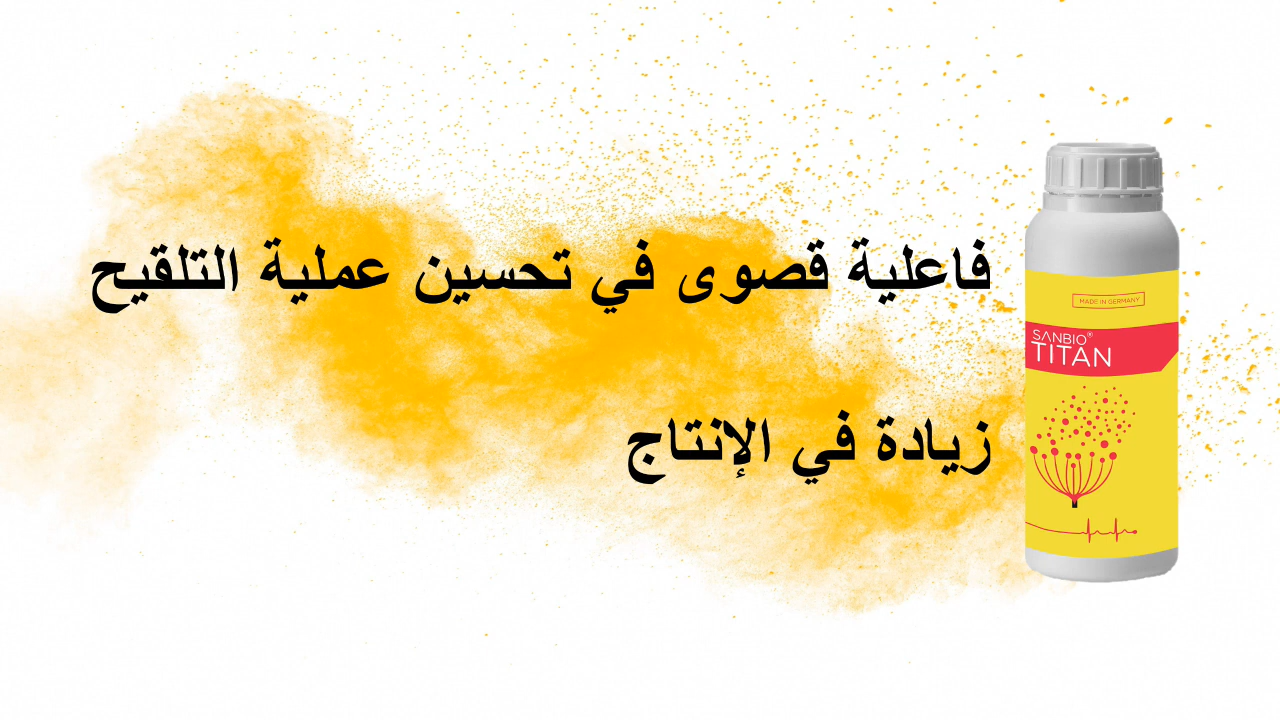 فاعلية قصوى في تحسين عملية التلقيح
زيادة في الإنتاج
MADE IN GERMANY
SANBIO®
TITAN